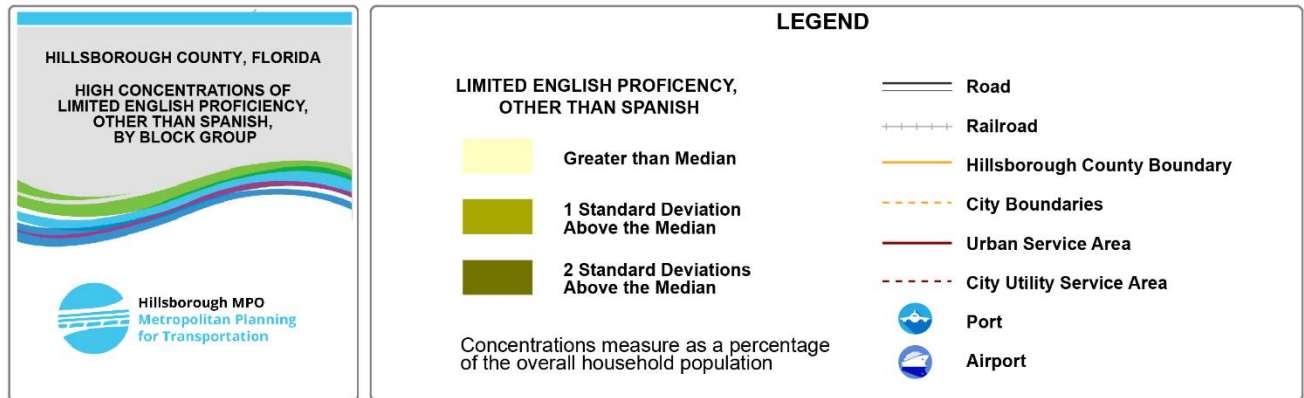 HILLSBOROUGH COUNTY, FLORIDA
HIGH CONCENTRATIONS OF
LIMITED ENGLISH PROFICIENCY,
OTHER THAN SPANISH,
BY BLOCK GROUP
Hillsborough MPO
Metropolitan Planning
for Transportation
LEGEND
LIMITED ENGLISH PROFICENCY,
OTHER THAN SPANISH
Greater than Median
1 Standard Deviation
Above the Median
2 Standard Deviations
Above the Median
Concentrations measure as a percentage
of the overall household population
Road
Railroad
Hillsborough County Boundary
City Boundaries
Urban Service Area
City Utility Service Area
Port
Airport